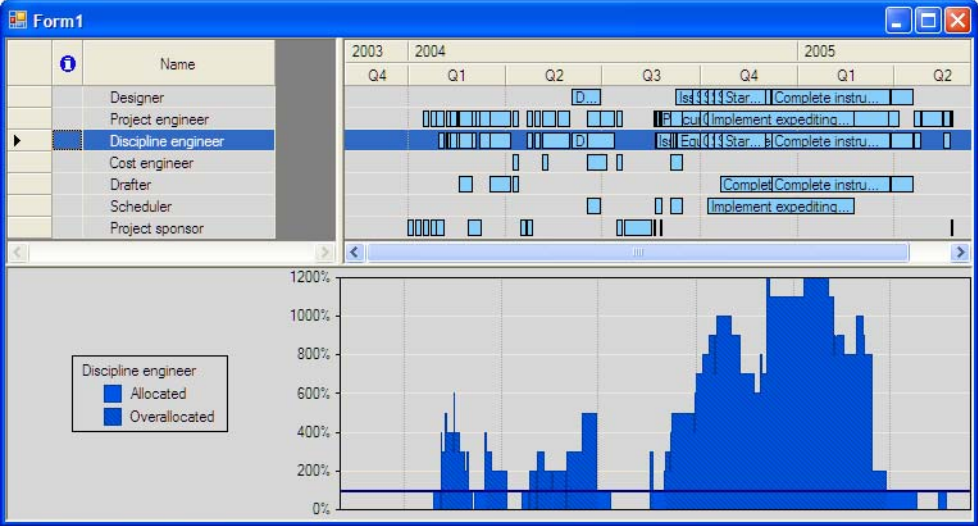 Form1
2003 2004 2005
Name Q4 Q1 Q2 Q3 Q4 Q1 Q2
Designer D... Star... Complete instru...
Project engineer Implement expediting...
Discipline engineer D Star... Complete instru...
Cost engineer
Drafter Complet Complete instru...
Scheduler Implement expediting...
Project sponsor
1200%
1000%
800%
600%
400%
200%
0%
Discipline engineer
Allocated
Overallocated